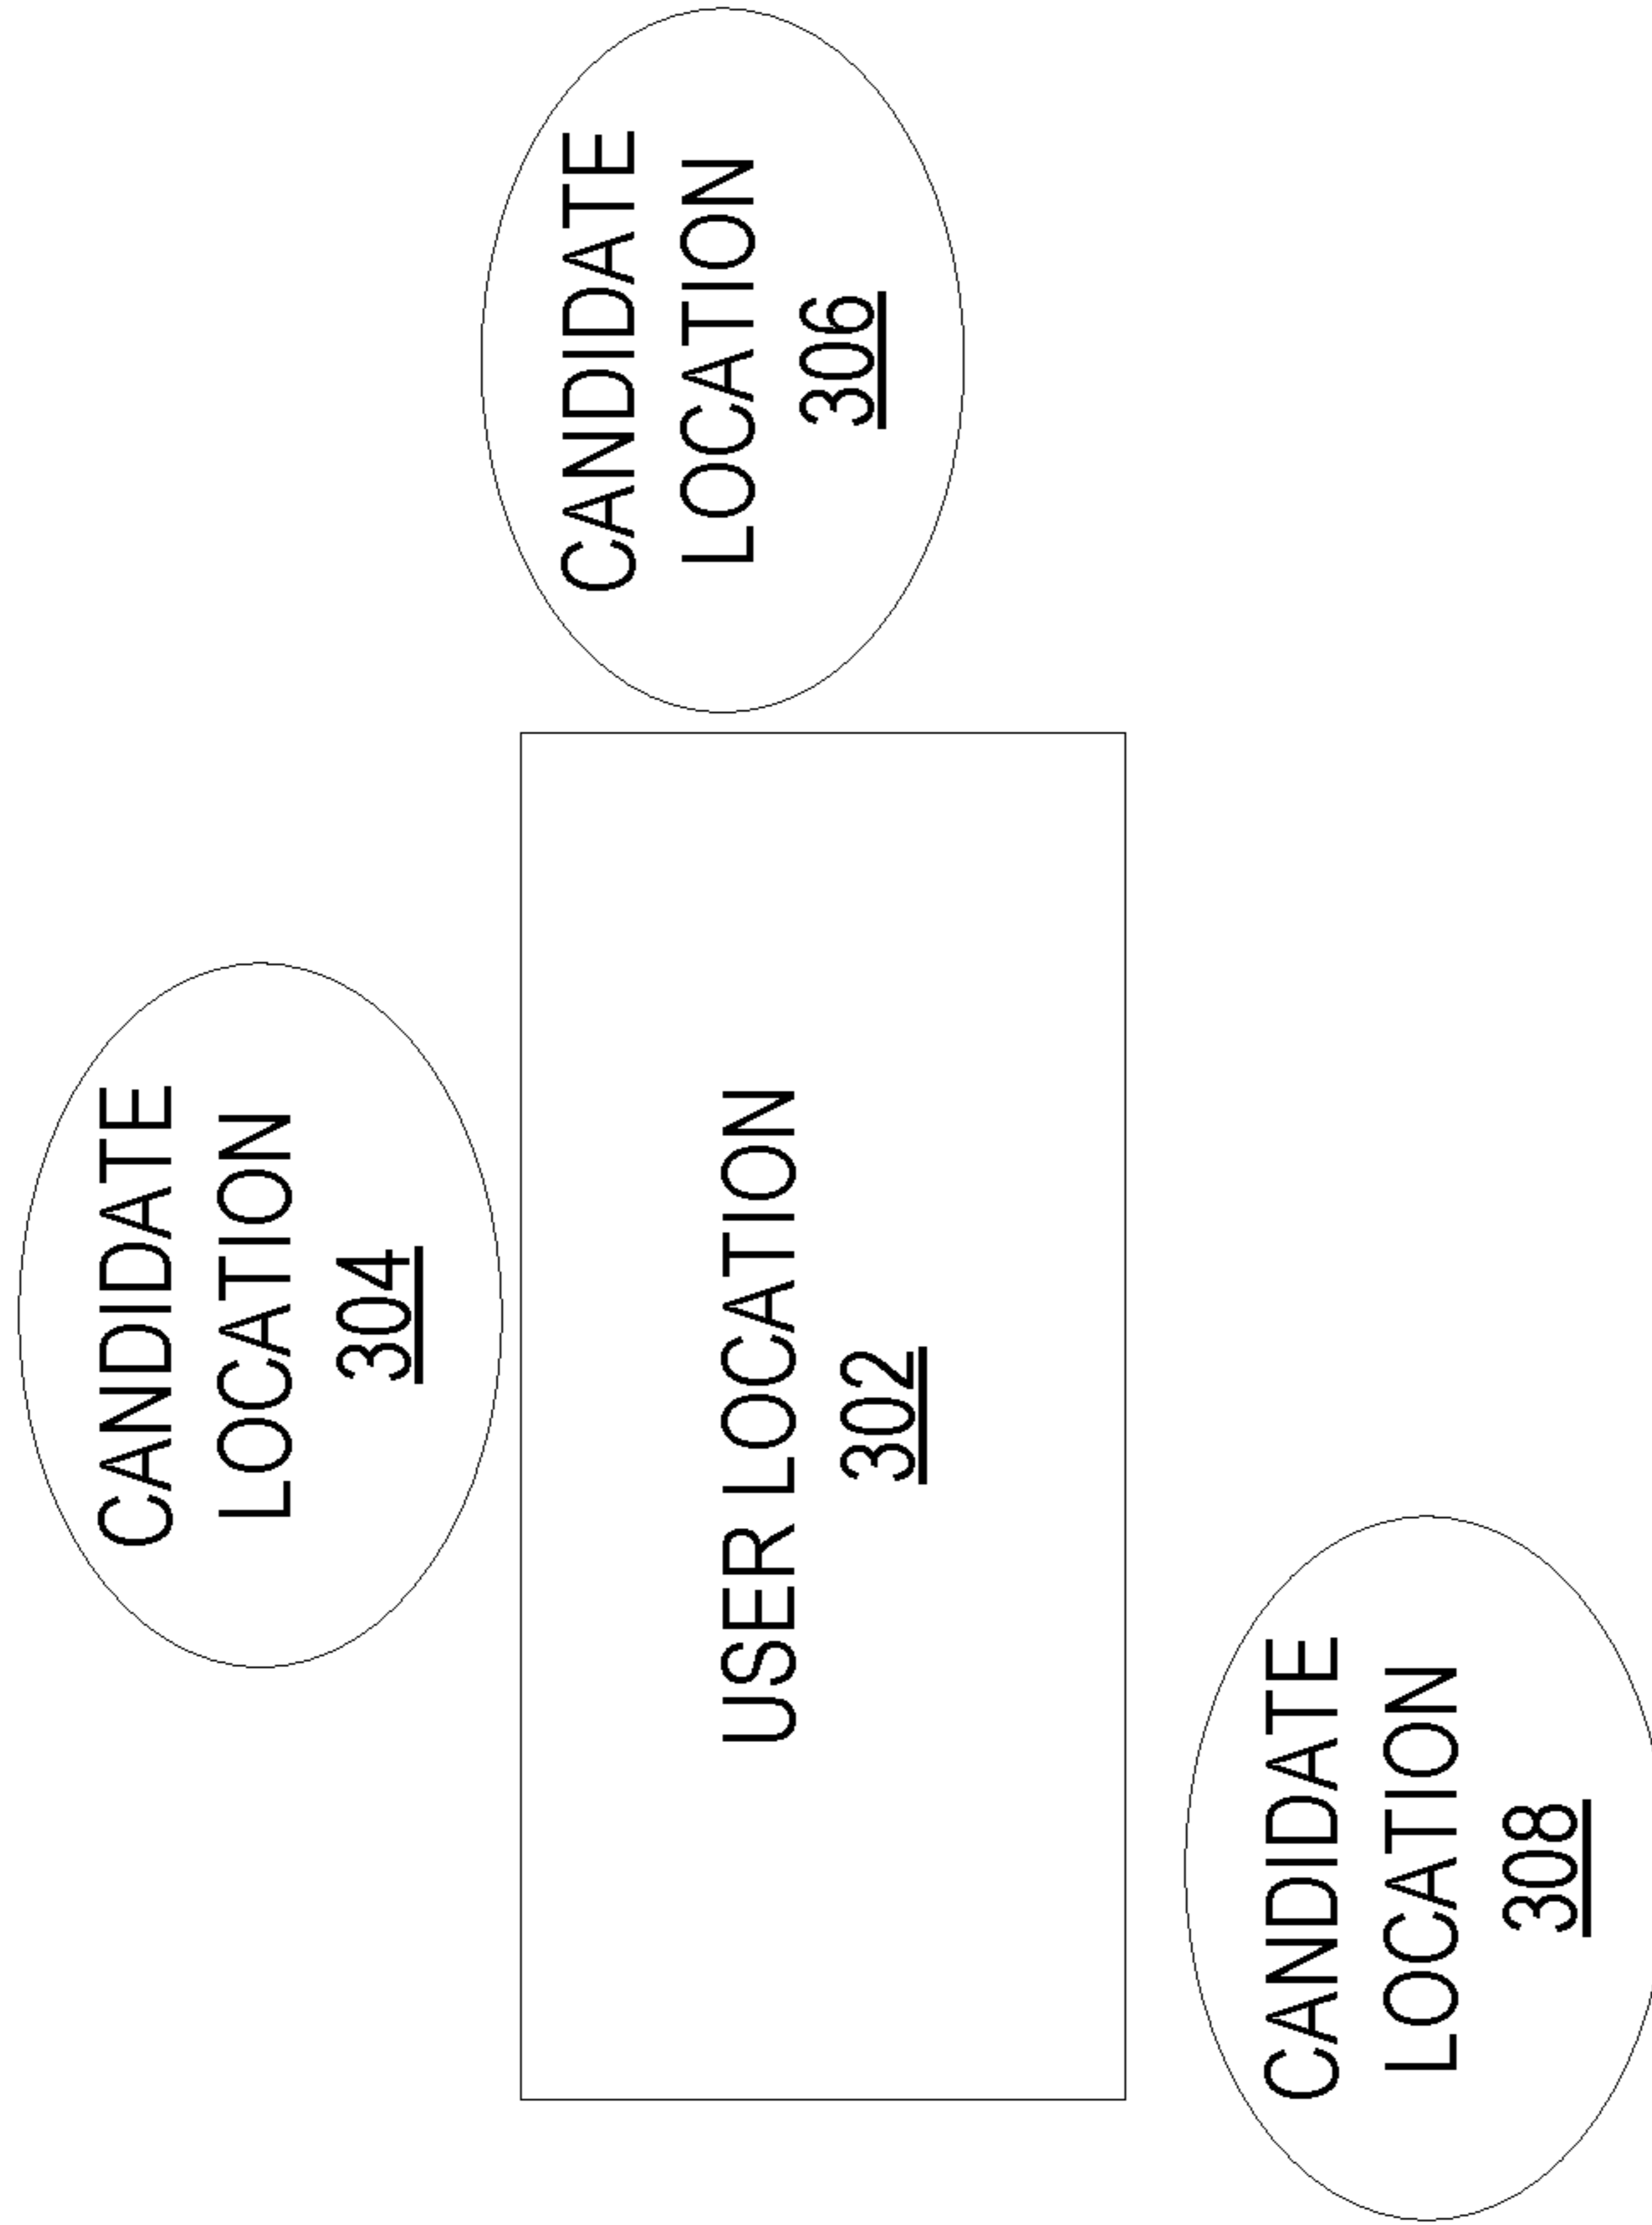 CANDIDATE
LOCATION
304
CANDIDATE
LOCATION
306
USER LOCATION
302
CANDIDATE
LOCATION
308